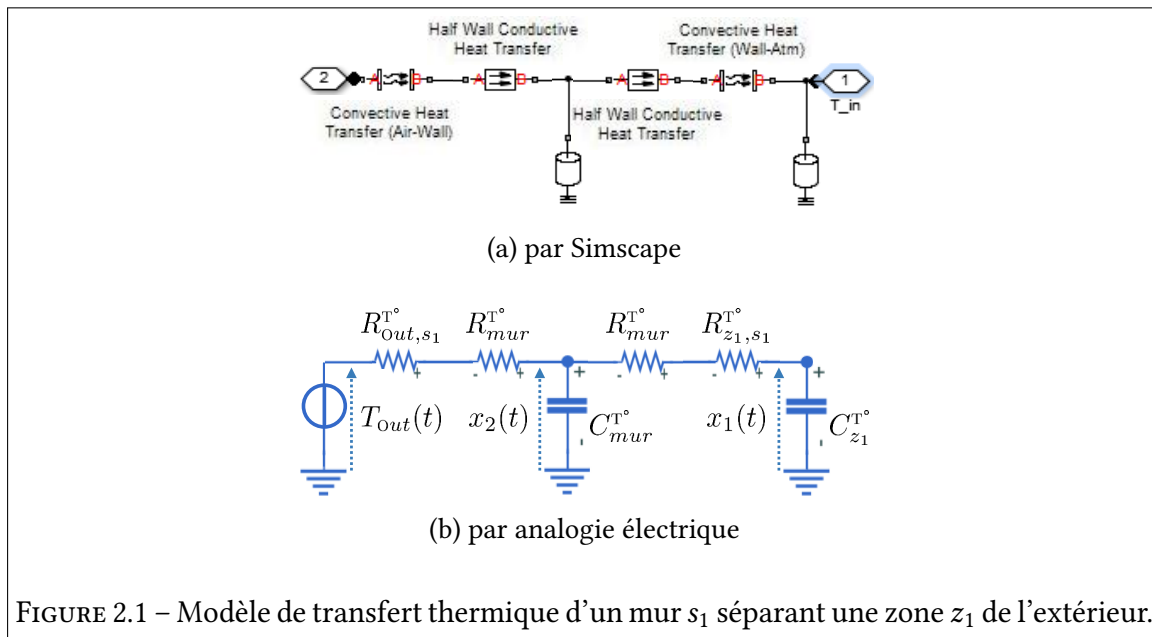 Half Wall Conductive
Heat Transfer
Convective Heat
Transfer (Wall-Atm)
2
A
B
A
B
A
B
A
B
1
T_in
Convective Heat
Transfer (Air-Wall)
Half Wall Conductive
Heat Transfer
(a) par Simscape
R^{T°}_{Out,s_1} R^{T°}_{mur} R^{T°}_{mur} R^{T°}_{z_1,s_1}
+ - + + - + - + +
T_{Out}(t) x_2(t) C^{T°}_{mur} x_1(t) C^{T°}_{z_1}
- -
(b) par analogie électrique
FIGURE 2.1 – Modèle de transfert thermique d'un mur s_1 séparant une zone z_1 de l'extérieur.